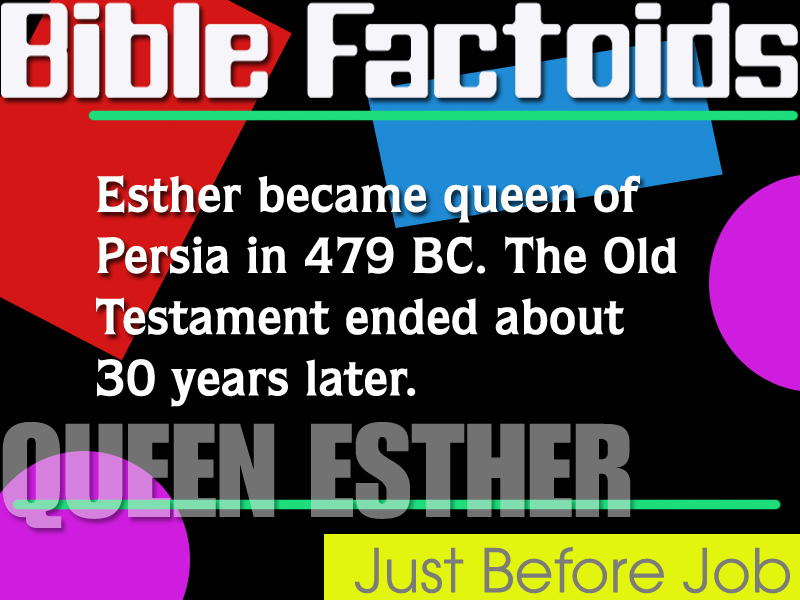 Bible Factoids
Esther became queen of
Persia in 479 BC. The Old
Testament ended about
30 years later.
QUEEN ESTHER
Just Before Job